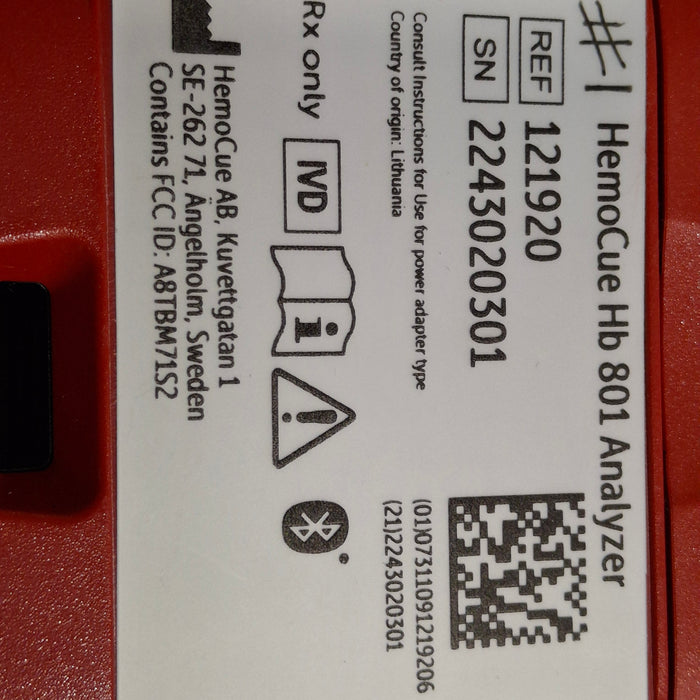 #1 HemoCue Hb 801 Analyzer
REF 121920
SN 2243020301
Consult Instructions for Use for power adapter type
Country of origin: Lithuania
(01)07311091219206
(21)2243020301
Rx only IVD i !
HemoCue AB, Kuvettgatan 1
SE-262 71, Ängelholm, Sweden
Contains FCC ID: A8TBM71S2